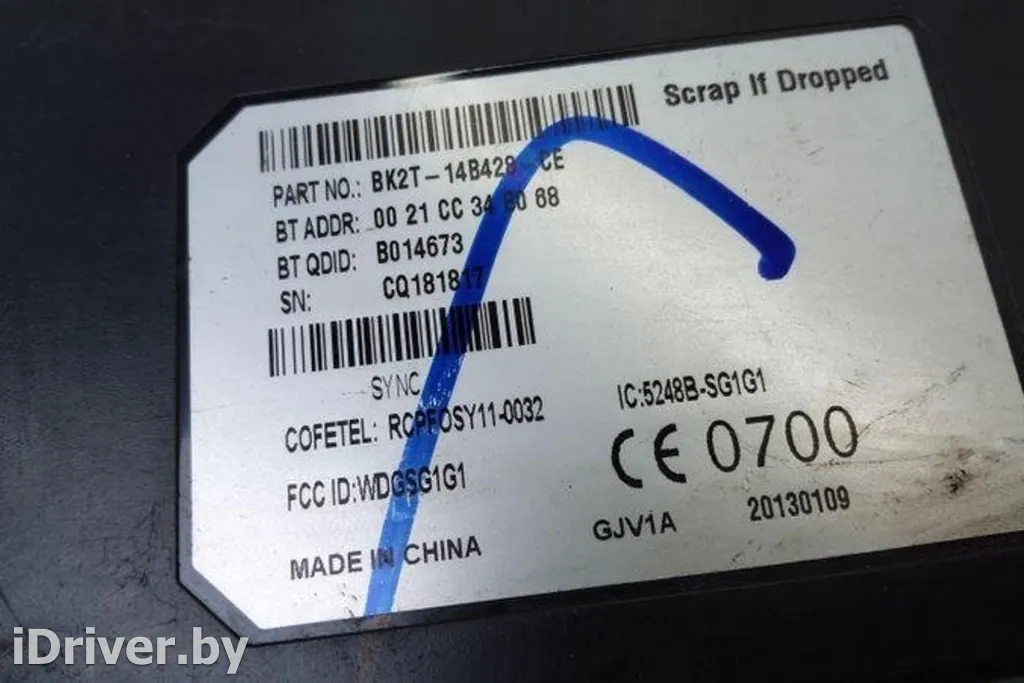 Scrap If Dropped
PART NO.: BK2T-14B428-CE
BT ADDR: 00 21 CC 34 68
BT QDID: B014673
SN: CQ181817
SYNC
COFETEL: RCPFOSY11-0032
IC:5248B-SG1G1
FCC ID:WDGSG1G1
CE 0700
MADE IN CHINA
GJV1A 20130109
iDriver.by